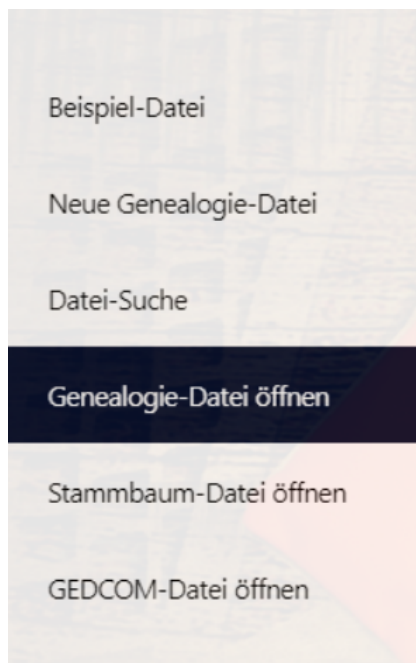 Beispiel-Datei
Neue Genealogie-Datei
Datei-Suche
Genealogie-Datei öffnen
Stammbaum-Datei öffnen
GEDCOM-Datei öffnen